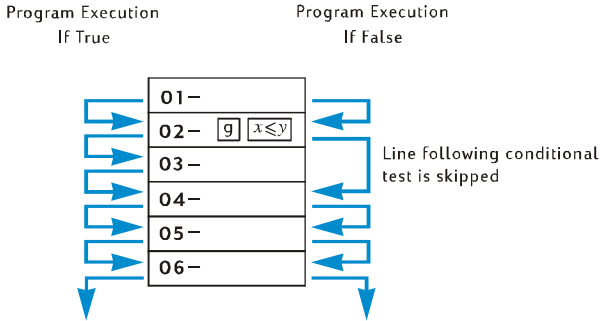 Program Execution
If True
Program Execution
If False
01–
02– g x≤y
03–
04–
05–
06–
Line following conditional
test is skipped